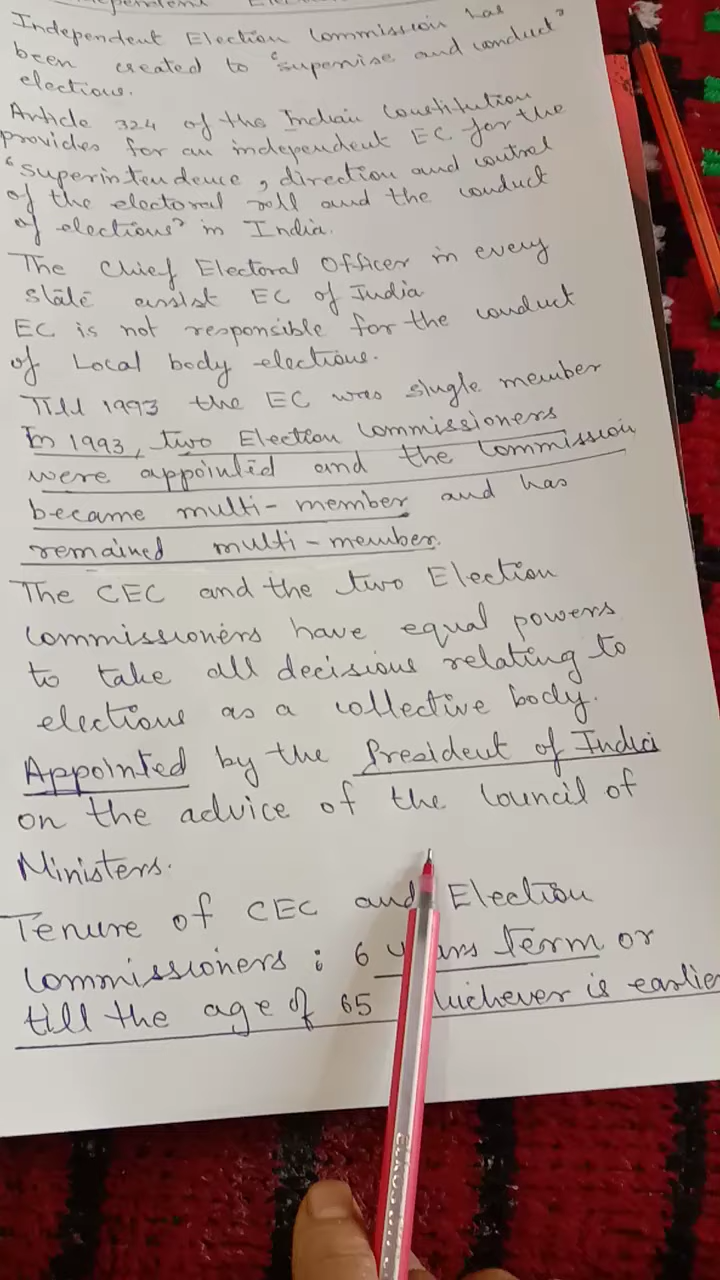 Independent Election Commission has
been created to "supervise and conduct"
elections.
Article 324 of the Indian Constitution
provides for an independent EC for the
"superintendence, direction and control
of the electoral roll and the conduct
of elections" in India.
The Chief Electoral Officer in every
state assist EC of India
EC is not responsible for the conduct
of Local body elections.
Till 1993 the EC was single member
In 1993, two Election Commissioners
were appointed and the Commission
became multi-member and has
remained multi-member.
The CEC and the two Election
Commissioners have equal powers
to take all decisions relating to
elections as a collective body.
Appointed by the President of India
on the advice of the Council of
Ministers.
Tenure of CEC and Election
Commissioners : 6 years term or
till the age of 65 whichever is earlier